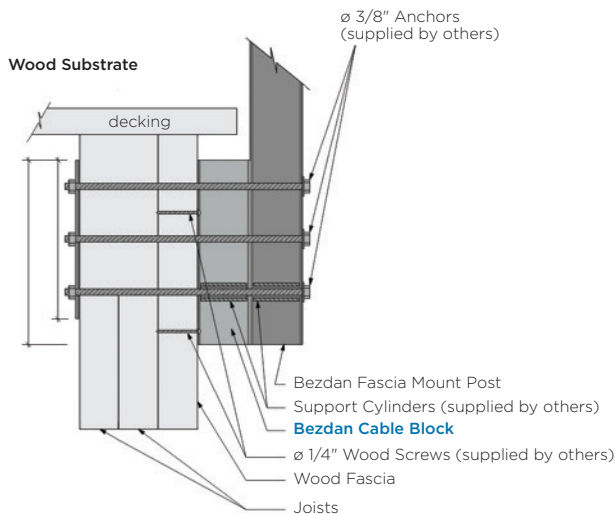 ø 3/8" Anchors
(supplied by others)
Wood Substrate
decking
Bezdan Fascia Mount Post
Support Cylinders (supplied by others)
Bezdan Cable Block
ø 1/4" Wood Screws (supplied by others)
Wood Fascia
Joists